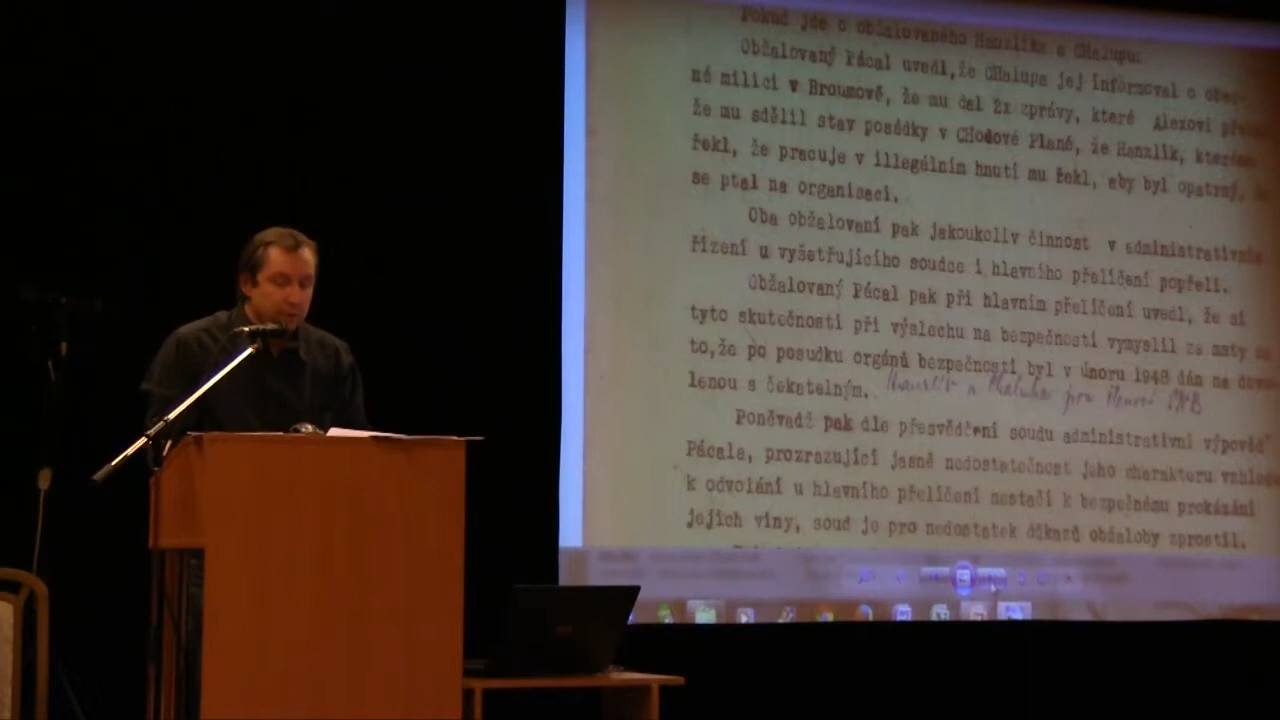 Pokud jde o obžalovaného Hanzlíka a CHalupu:
Obžalovaný Pácal uvedl,že CHalupa jej informoval o
né milici v Broumově, že mu dal 2x zprávy, které Alexovi
že mu sdělil stav posádky v CHodové Plané, že Hanzlík, kterému
řekl, že pracuje v illegálním hnutí mu řekl, aby byl opatrný,
se ptal na organisaci.
Oba obžalovaní pak jakoukoliv činnost v administrativním
řízení u vyšetřujícího soudce i hlavního přelíčení popřeli.
Obžalovaný Pácal pak při hlavním přelíčení uvedl, že si
tyto skutečnosti při výslechu na bezpečnosti vymyslil ze msty
to,že po posudku orgánů bezpečnosti byl v únoru 1948 dán na
lenou s čekatelným. Hanzlík a Chalupa jsou členové SNB
Poněvadž pak dle přesvědčení soudu administrativní výpověď
Pácala, prozrazující jasně nedostatečnost jeho charakteru vzhledem
k odvolání u hlavního přelíčení nestačí k bezpečnému prokázání
jejich viny, soud je pro nedostatek důkazů obžaloby zprostil.